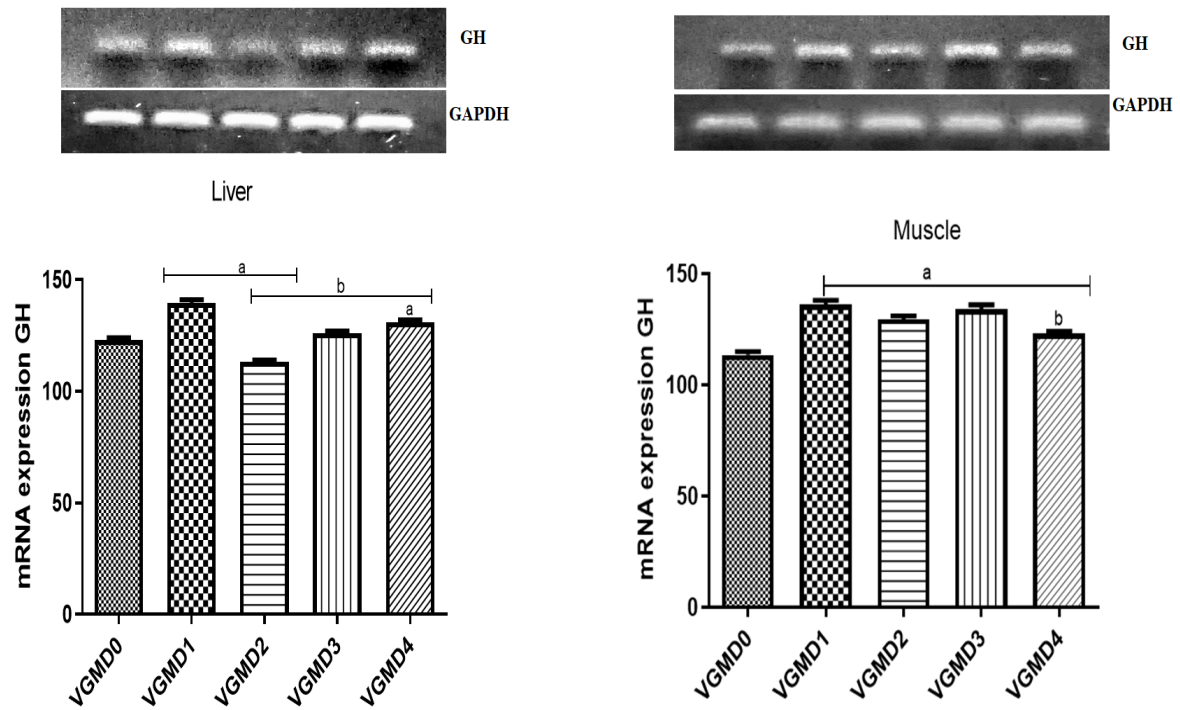 GH
GAPDH
Liver
a
b
a
150
100
50
0
mRNA expression GH
VGMD0
VGMD1
VGMD2
VGMD3
VGMD4
GH
GAPDH
Muscle
a
b
150
100
50
0
mRNA expression GH
VGMD0
VGMD1
VGMD2
VGMD3
VGMD4